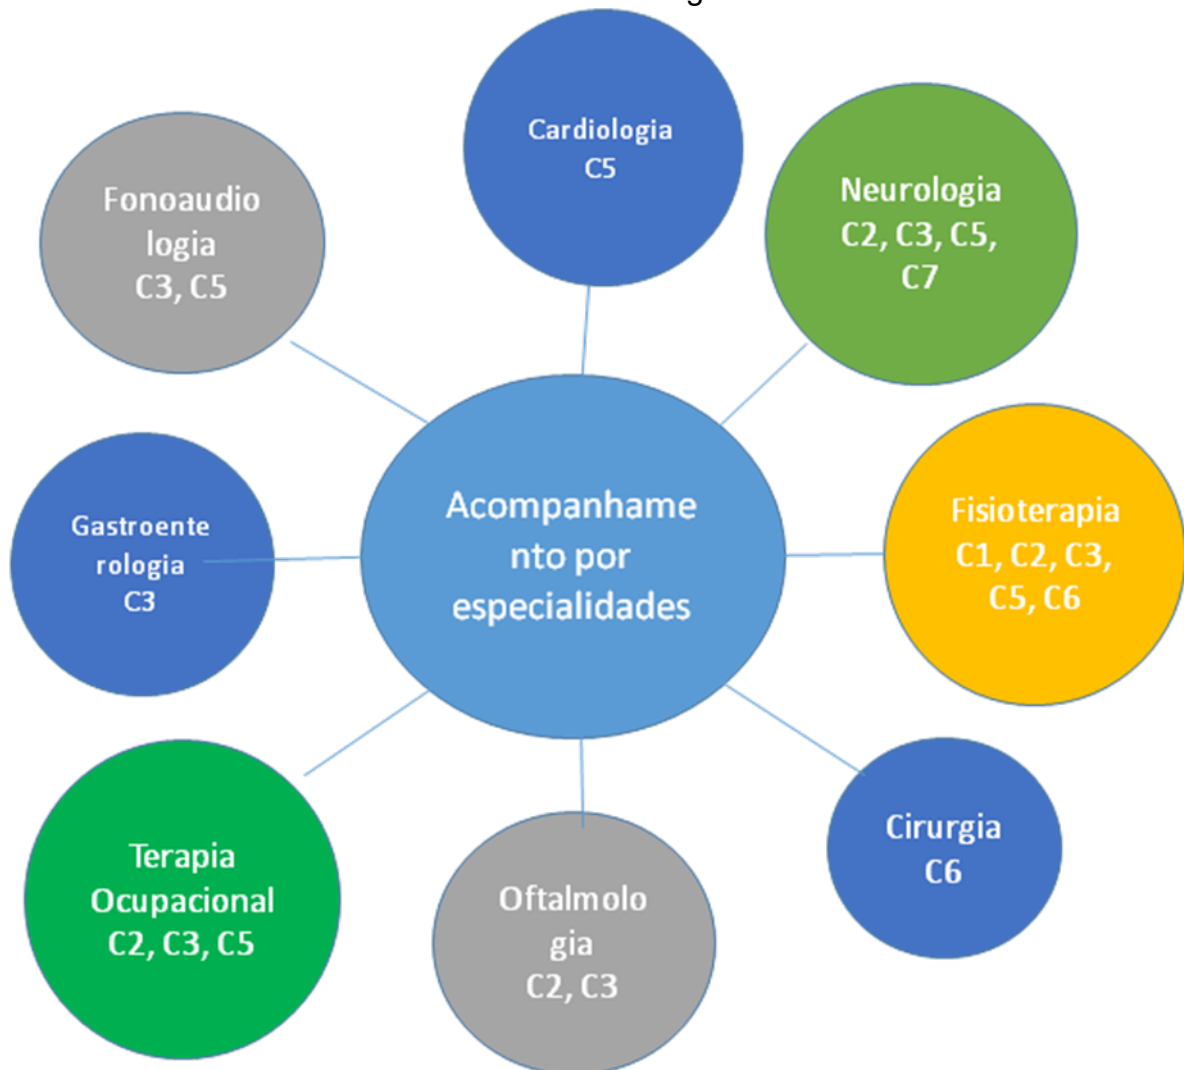 Cardiologia
C5
Neurologia
C2, C3, C5,
C7
Fonoaudio
logia
C3, C5
Fisioterapia
C1, C2, C3,
C5, C6
Acompanhame
nto por
especialidades
Gastroente
rologia
C3
Cirurgia
C6
Terapia
Ocupacional
C2, C3, C5
Oftalmolo
gia
C2, C3